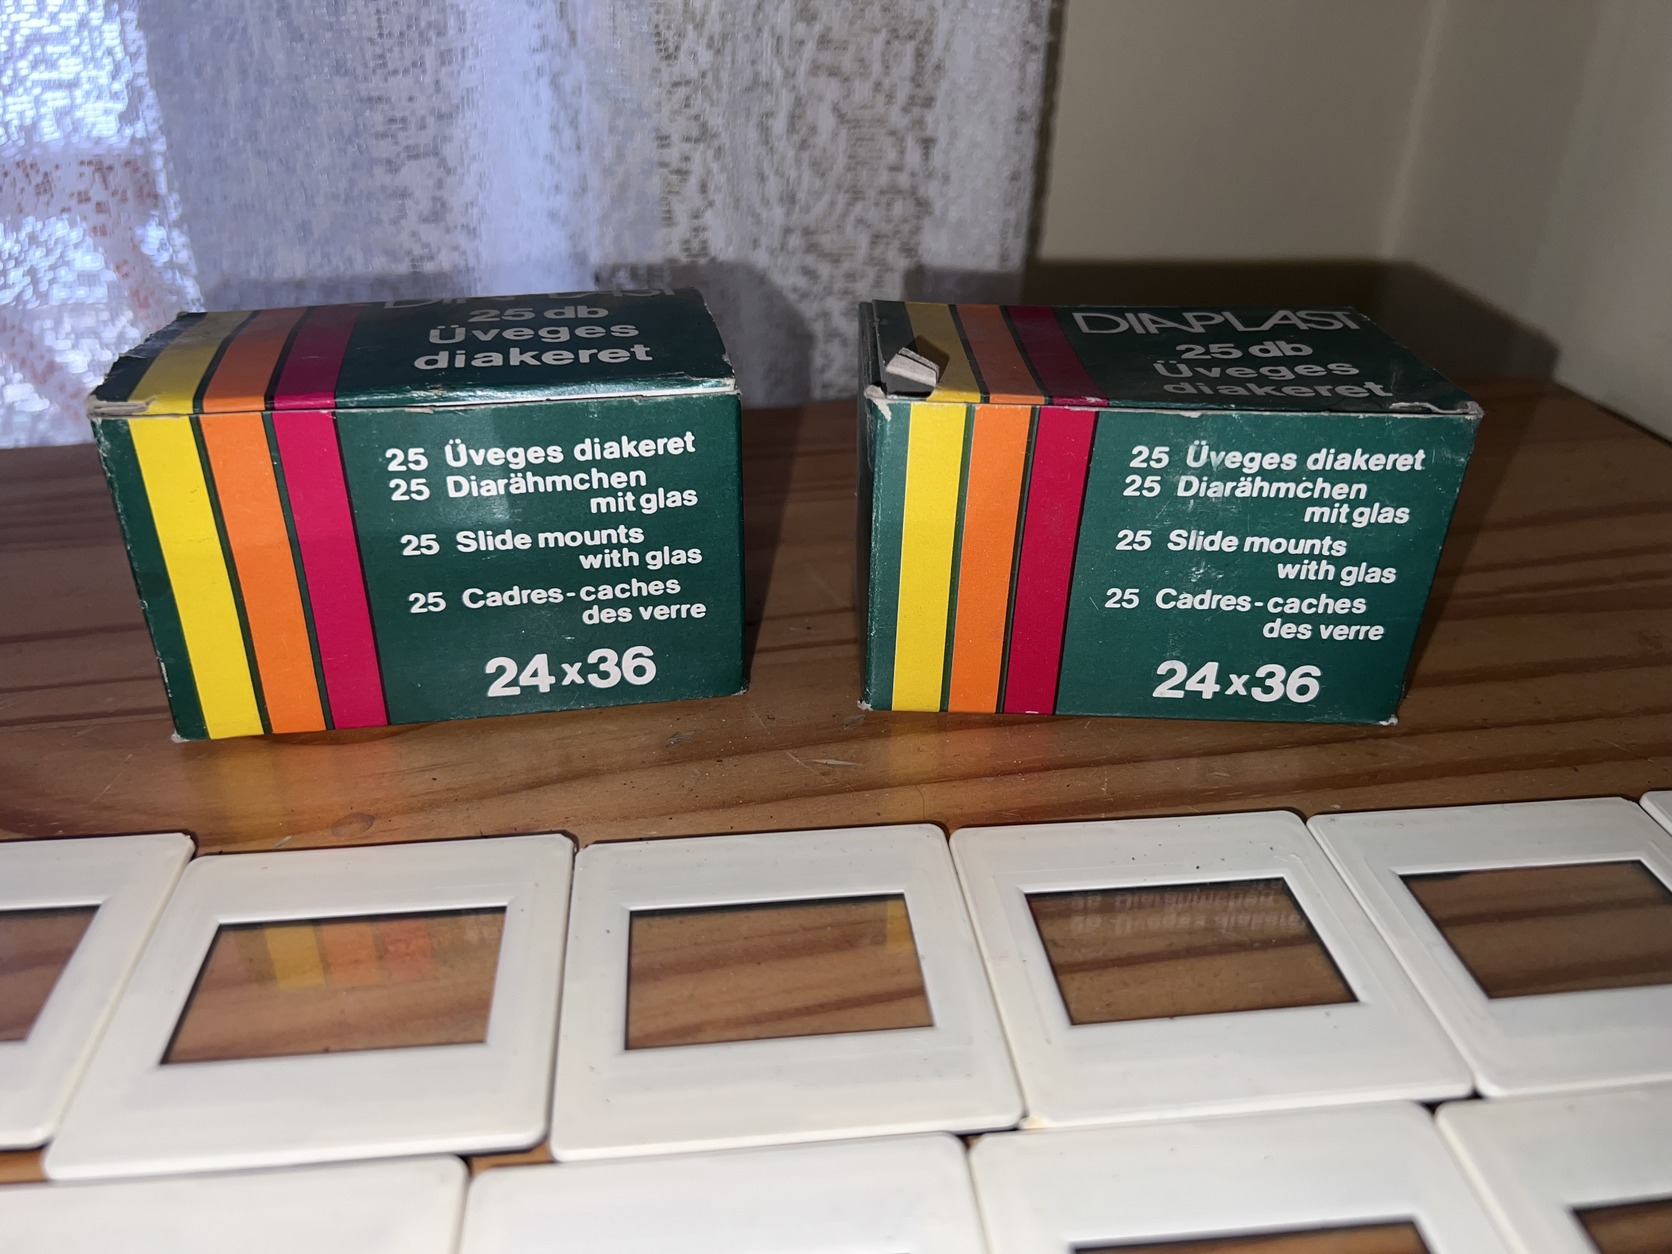 DIAPLAST
25 db
Üveges
diakeret
25 Üveges diakeret
25 Diarähmchen
mit glas
25 Slide mounts
with glas
25 Cadres-caches
des verre
24x36
DIAPLAST
25 db
Üveges
diakeret
25 Üveges diakeret
25 Diarähmchen
mit glas
25 Slide mounts
with glas
25 Cadres-caches
des verre
24x36